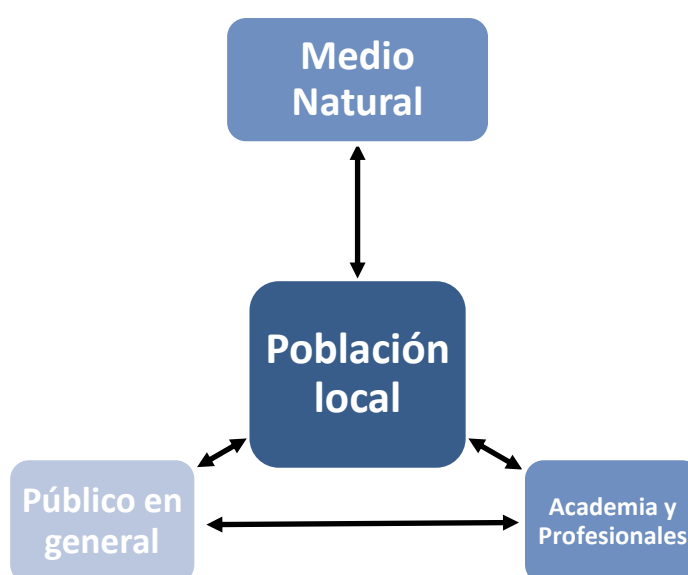 Medio
Natural
Población
local
Público en
general
Academia y
Profesionales